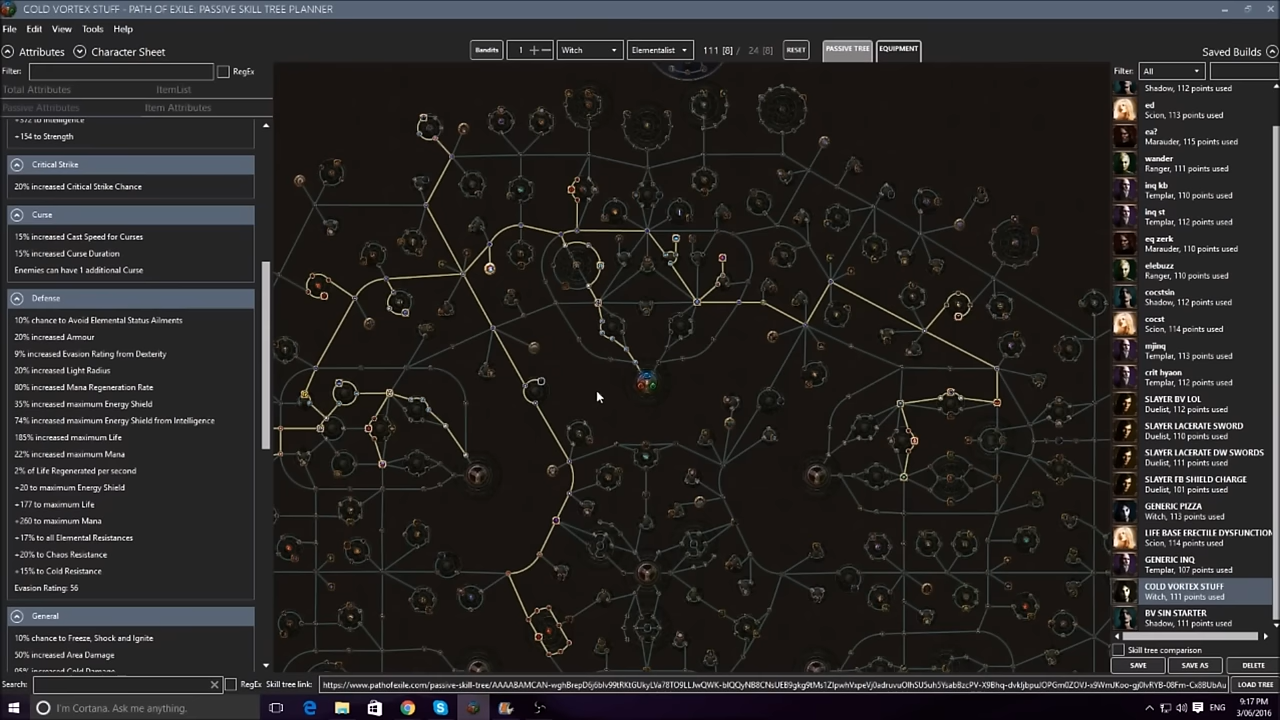 COLD VORTEX STUFF - PATH OF EXILE: PASSIVE SKILL TREE PLANNER
File Edit View Tools Help
Attributes Character Sheet
Bandits 1 Witch Elementalist 111 [8] / 24 [8] RESET PASSIVE TREE EQUIPMENT
Saved Builds
Filter: RegEx
Total Attributes ItemList
Passive Attributes Item Attributes
+372 to Intelligence
+154 to Strength
Critical Strike
20% increased Critical Strike Chance
Curse
15% increased Cast Speed for Curses
15% increased Curse Duration
Enemies can have 1 additional Curse
Defense
10% chance to Avoid Elemental Status Ailments
20% increased Armour
9% increased Evasion Rating from Dexterity
20% increased Light Radius
80% increased Mana Regeneration Rate
35% increased maximum Energy Shield
74% increased maximum Energy Shield from Intelligence
185% increased maximum Life
22% increased maximum Mana
2% of Life Regenerated per second
+20 to maximum Energy Shield
+177 to maximum Life
+260 to maximum Mana
+17% to all Elemental Resistances
+20% to Chaos Resistance
+15% to Cold Resistance
Evasion Rating: 56
General
10% chance to Freeze, Shock and Ignite
50% increased Area Damage
95% increased Cold Damage
Filter: All
Shadow, 112 points used
ed
Scion, 113 points used
ea?
Marauder, 115 points used
wander
Ranger, 111 points used
inq kb
Templar, 110 points used
inq st
Templar, 112 points used
eq zerk
Marauder, 110 points used
elebuzz
Ranger, 110 points used
cocstsin
Shadow, 112 points used
cocst
Scion, 114 points used
mjinq
Templar, 113 points used
crit hyaon
Templar, 112 points used
SLAYER BV LOL
Duelist, 112 points used
SLAYER LACERATE SWORD
Duelist, 110 points used
SLAYER LACERATE DW SWORDS
Duelist, 111 points used
SLAYER FB SHIELD CHARGE
Duelist, 101 points used
GENERIC PIZZA
Witch, 113 points used
LIFE BASE ERECTILE DYSFUNCTION
Scion, 114 points used
GENERIC INQ
Templar, 107 points used
COLD VORTEX STUFF
Witch, 111 points used
BV SIN STARTER
Shadow, 111 points used
Skill tree comparison
SAVE SAVE AS DELETE
Search: RegEx Skill tree link: LOAD TREE
I'm Cortana. Ask me anything.
ENG
9:17 PM
3/06/2016